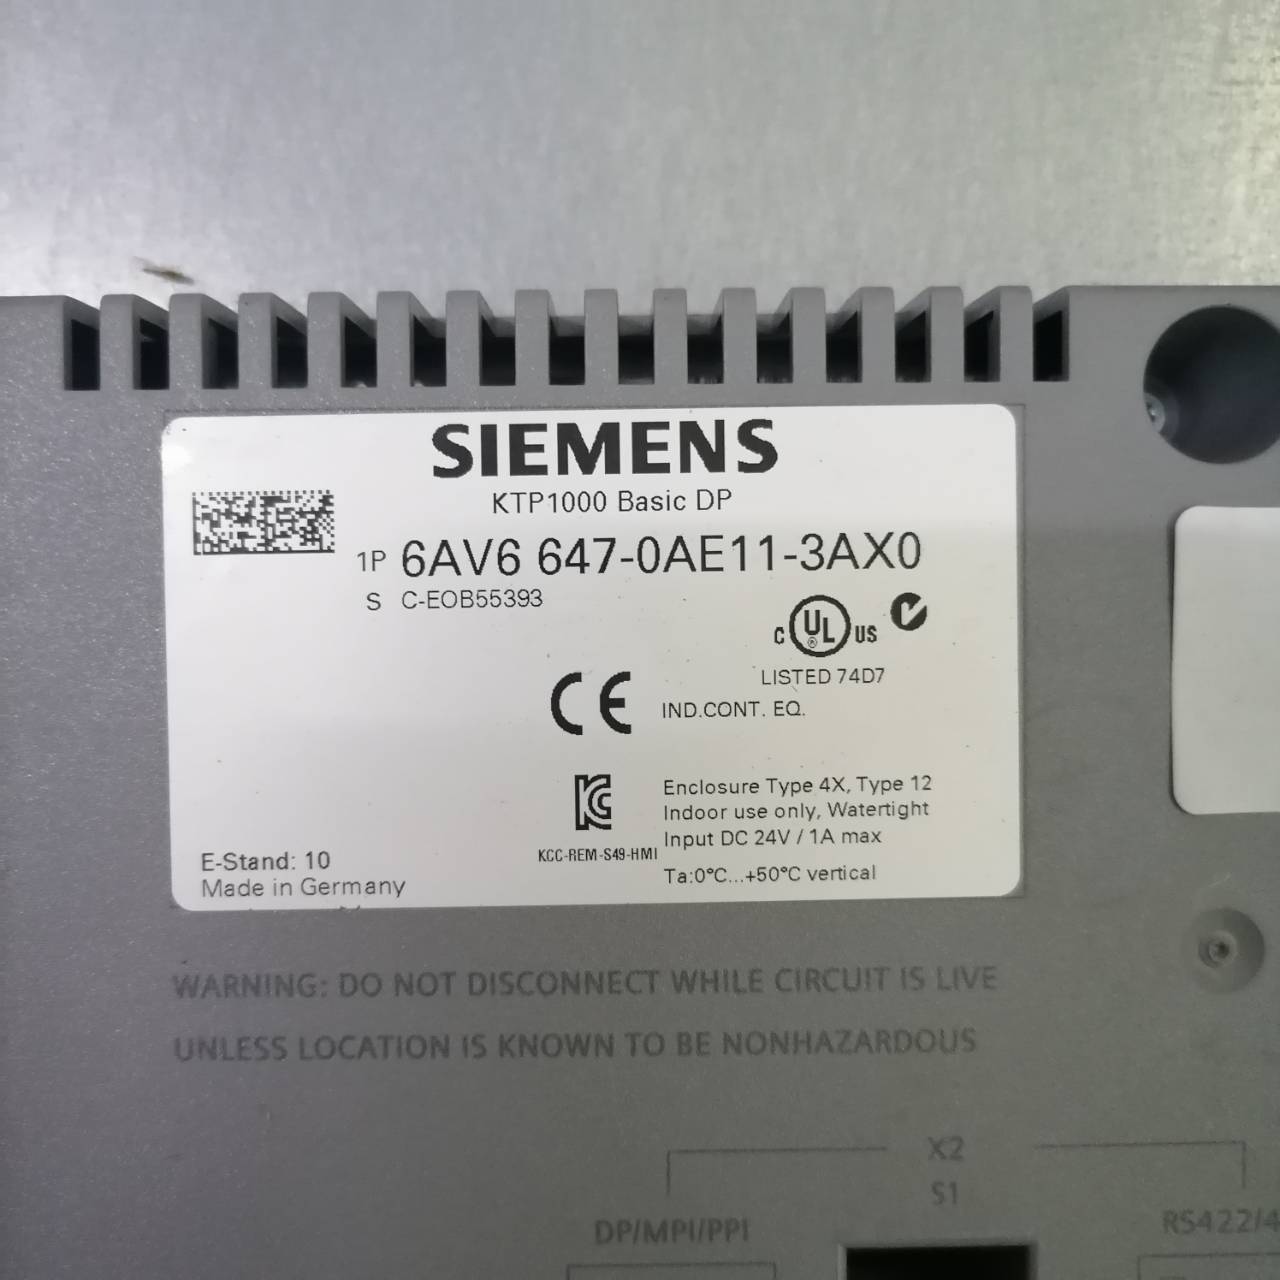 SIEMENS
KTP1000 Basic DP
1P 6AV6 647-0AE11-3AX0
S C-EOB55393
C UL US
®
LISTED 74D7
CE IND.CONT. EQ.
Enclosure Type 4X, Type 12
Indoor use only, Watertight
Input DC 24V / 1A max
KCC-REM-S49-HMI
Ta:0°C...+50°C vertical
E-Stand: 10
Made in Germany
WARNING: DO NOT DISCONNECT WHILE CIRCUIT IS LIVE
UNLESS LOCATION IS KNOWN TO BE NONHAZARDOUS
X2
S1
DP/MPI/PPI
RS422/4